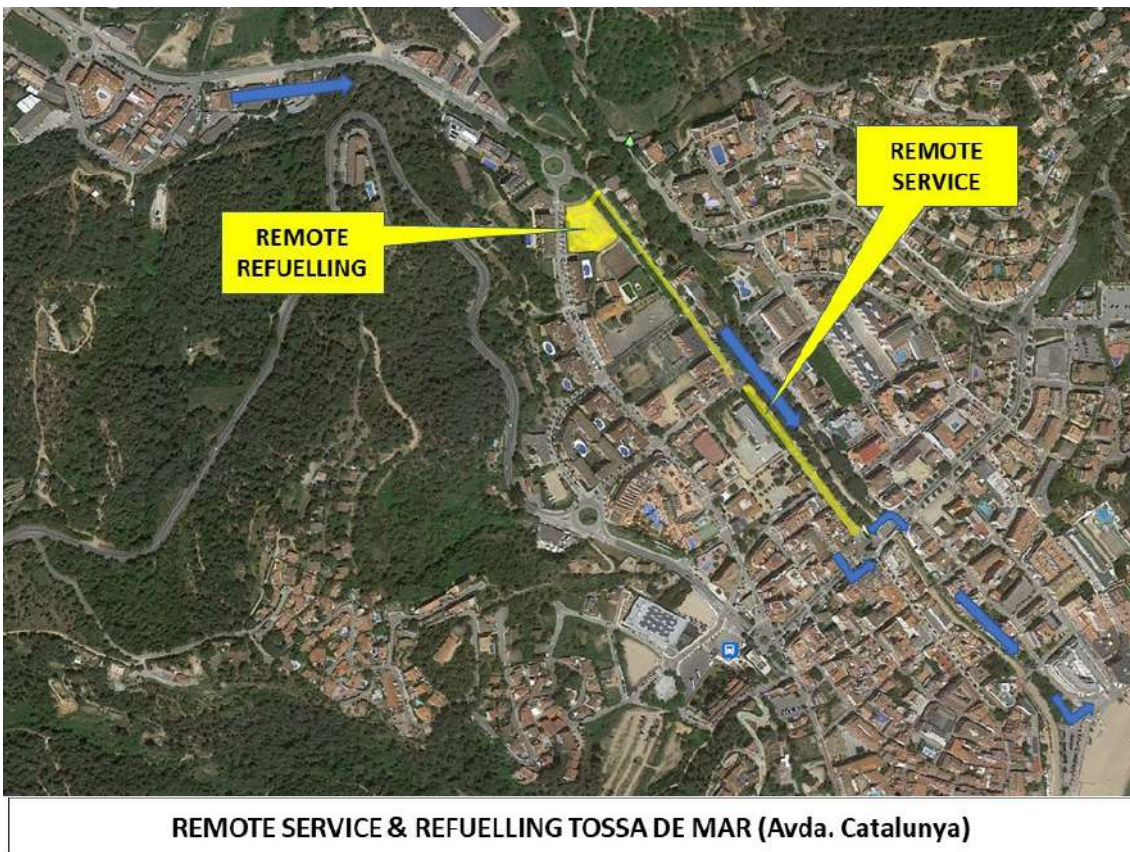 REMOTE
SERVICE
REMOTE
REFUELLING
REMOTE SERVICE & REFUELLING TOSSA DE MAR (Avda. Catalunya)